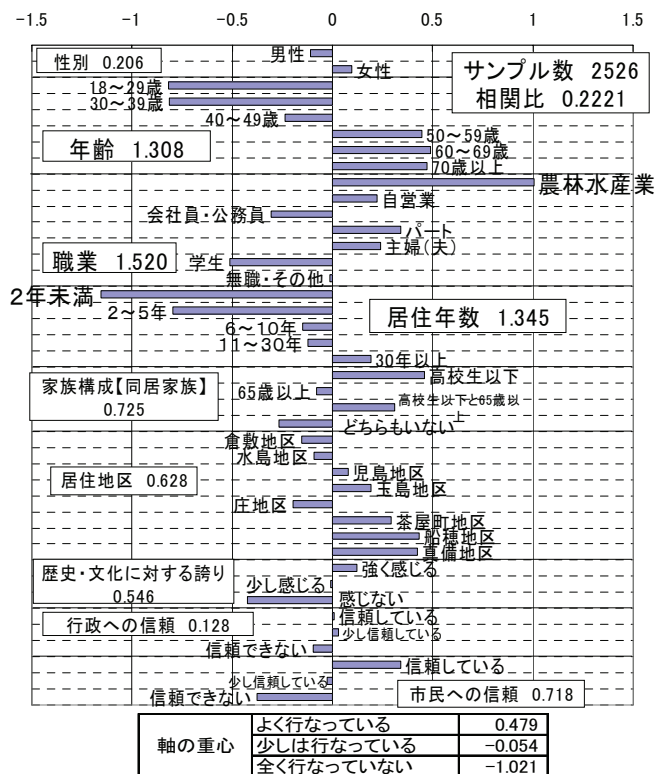 -1.5 -1 -0.5 0 0.5 1 1.5
性別 0.206
男性
女性
サンプル数 2526
相関比 0.2221
18～29歳
30～39歳
40～49歳
年齢 1.308
50～59歳
60～69歳
70歳以上
農林水産業
自営業
会社員・公務員
パート
主婦(夫)
職業 1.520
学生
無職・その他
2年未満
2～5年
居住年数 1.345
6～10年
11～30年
30年以上
家族構成【同居家族】
0.725
高校生以下
65歳以上
高校生以下と65歳以
上
どちらもいない
倉敷地区
水島地区
居住地区 0.628
児島地区
玉島地区
庄地区
茶屋町地区
船穂地区
真備地区
歴史・文化に対する誇り
0.546
強く感じる
少し感じる
感じない
行政への信頼 0.128
信頼している
少し信頼している
信頼できない
信頼している
少し信頼している
信頼できない
市民への信頼 0.718
軸の重心
よく行なっている 0.479
少しは行なっている -0.054
全く行なっていない -1.021